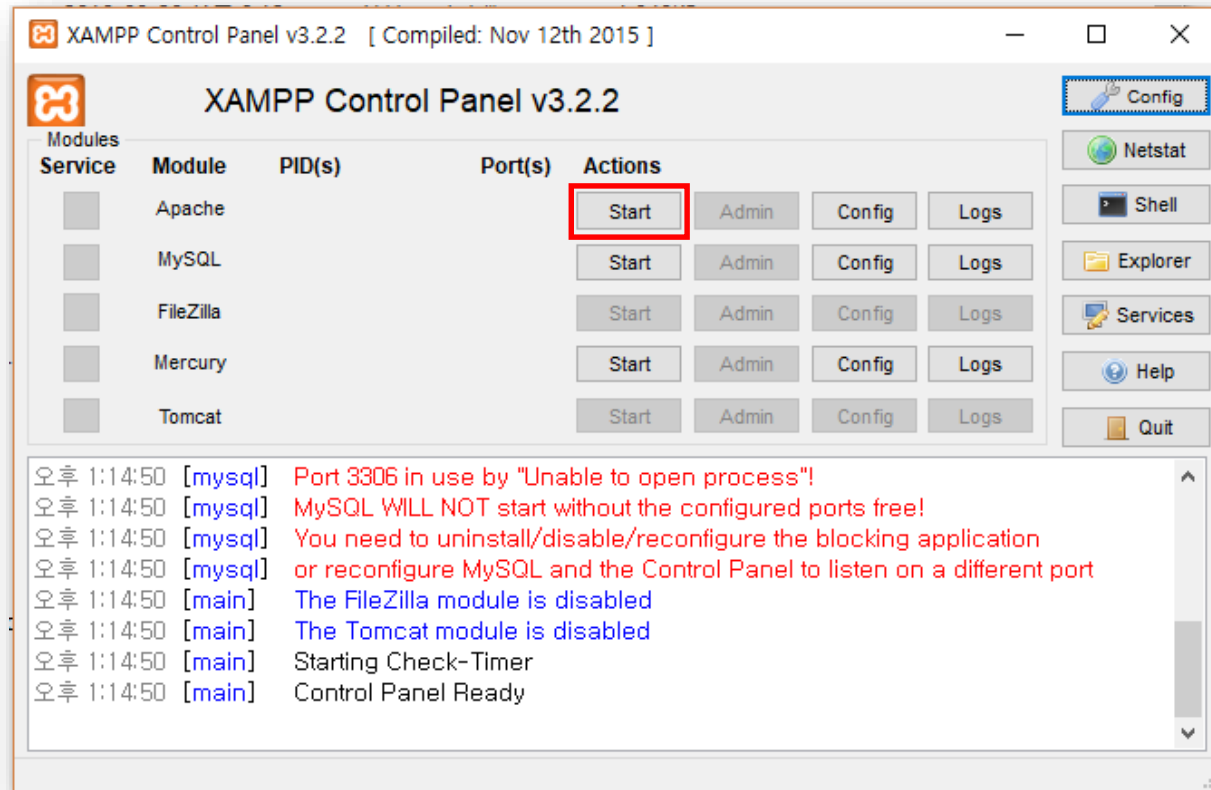 XAMPP Control Panel v3.2.2 [ Compiled: Nov 12th 2015 ]
XAMPP Control Panel v3.2.2
Config
Modules
Service Module PID(s) Port(s) Actions
Netstat
Apache Start Admin Config Logs
Shell
MySQL Start Admin Config Logs
Explorer
FileZilla Start Admin Config Logs
Services
Mercury Start Admin Config Logs
Help
Tomcat Start Admin Config Logs
Quit
오후 1:14:50 [mysql] Port 3306 in use by "Unable to open process"!
오후 1:14:50 [mysql] MySQL WILL NOT start without the configured ports free!
오후 1:14:50 [mysql] You need to uninstall/disable/reconfigure the blocking application
오후 1:14:50 [mysql] or reconfigure MySQL and the Control Panel to listen on a different port
오후 1:14:50 [main] The FileZilla module is disabled
오후 1:14:50 [main] The Tomcat module is disabled
오후 1:14:50 [main] Starting Check-Timer
오후 1:14:50 [main] Control Panel Ready